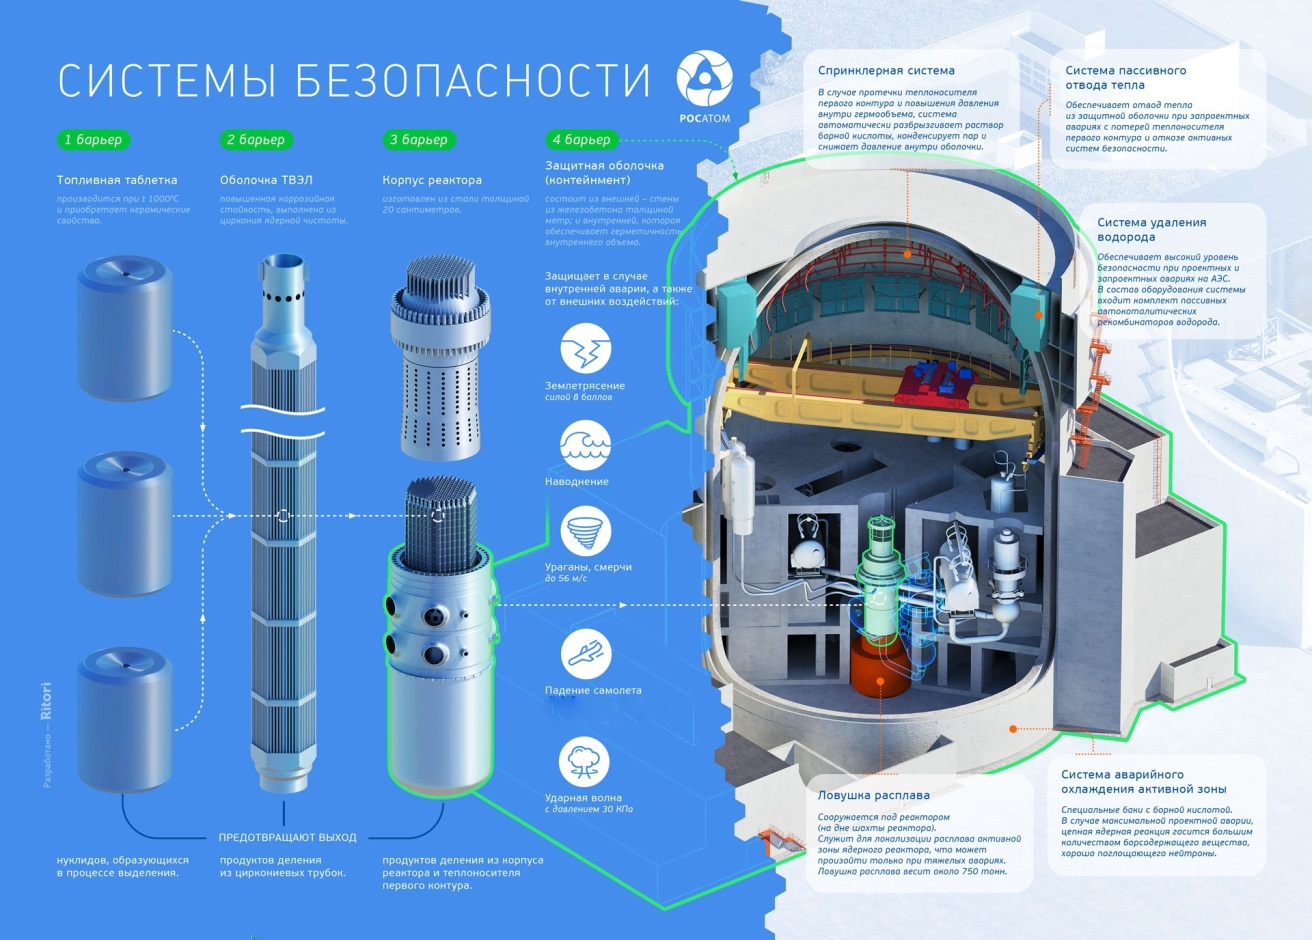 СИСТЕМЫ БЕЗОПАСНОСТИ
РОСАТОМ
1 барьер
Топливная таблетка
производится при t 1000ºC
и приобретает керамические
свойства.
2 барьер
Оболочка ТВЭЛ
повышенная коррозийная
стойкость, выполнено из
циркония ядерной чистоты.
3 барьер
Корпус реактора
изготовлен из стали толщиной
20 сантиметров.
4 барьер
Защитная оболочка
(контейнмент)
состоит из внешней – стены
из железобетона толщиной
метр; и внутренней, которая
обеспечивает герметичность
внутреннего объема.
Защищает в случае
внутренней аварии, а также
от внешних воздействий:
Землетрясение
силой 8 баллов
Наводнение
Ураганы, смерчи
до 56 м/с
Падение самолета
Ударная волна
с давлением 30 КПа
ПРЕДОТВРАЩАЮТ ВЫХОД
нуклидов, образующихся
в процессе выделения.
продуктов деления
из циркониевых трубок.
продуктов деления из корпуса
реактора и теплоносителя
первого контура.
Разработано — Ritori
Спринклерная система
В случае протечки теплоносителя
первого контура и повышения давления
внутри гермообъема, система
автоматически разбрызгивает раствор
борной кислоты, конденсирует пар и
снижает давление внутри оболочки.
Система пассивного
отвода тепла
Обеспечивает отвод тепла
из защитной оболочки при запроектных
авариях с потерей теплоносителя
первого контура и отказе активных
систем безопасности.
Система удаления
водорода
Обеспечивает высокий уровень
безопасности при проектных и
запроектных авариях на АЭС.
В состав оборудования системы
входит комплект пассивных
автокаталитических
рекомбинаторов водорода.
Ловушка расплава
Сооружается под реактором
(на дне шахты реактора).
Служит для локализации расплава активной
зоны ядерного реактора, что может
произойти только при тяжелых авариях.
Ловушка расплава весит около 750 тонн.
Система аварийного
охлаждения активной зоны
Специальные баки с борной кислотой.
В случае максимальной проектной аварии,
цепная ядерная реакция гасится большим
количеством борсодержащего вещества,
хорошо поглощающего нейтроны.